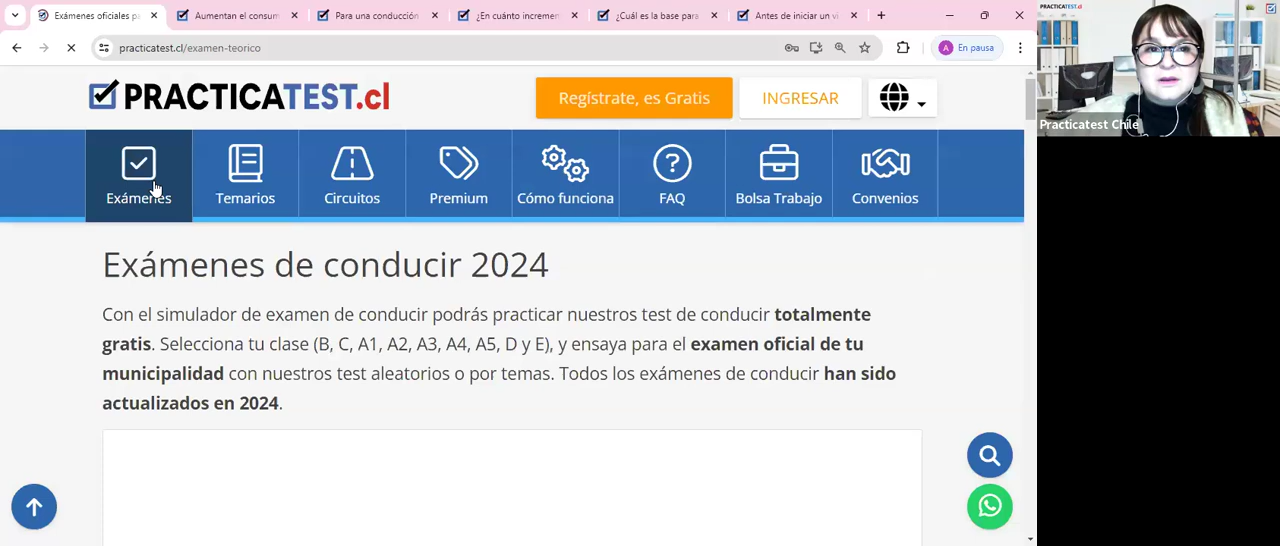 Exámenes oficiales p
Aumentan el consum
Para una conducción
¿En cuánto incremen
¿Cuál es la base para
Antes de iniciar un vi
practicatest.cl/examen-teorico
A
En pausa
PRACTICATEST.cl
Regístrate, es Gratis
INGRESAR
Exámenes
Temarios
Circuitos
Premium
Cómo funciona
FAQ
Bolsa Trabajo
Convenios
Exámenes de conducir 2024
Con el simulador de examen de conducir podrás practicar nuestros test de conducir totalmente
gratis. Selecciona tu clase (B, C, A1, A2, A3, A4, A5, D y E), y ensaya para el examen oficial de tu
municipalidad con nuestros test aleatorios o por temas. Todos los exámenes de conducir han sido
actualizados en 2024.
PRACTICATEST.cl
Practicatest Chile